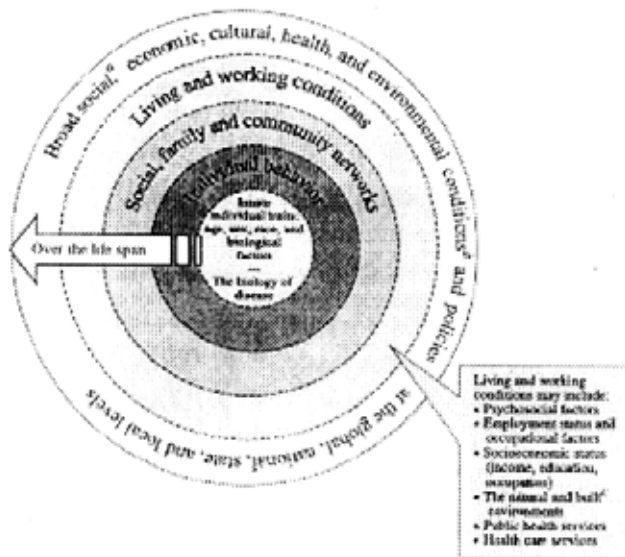 Broad social,ᵃ economic, cultural, health, and environmental conditionsᵇ and policies
at the global, national, state, and local levels
Living and working conditions
Social, family and community networks
Individual behavior
Innate
individual traits:
age, sex, race, and
biological
factors
—
The biology of
disease
Over the life span
Living and working
conditions may include:
• Psychosocial factors
• Employment status and
occupational factors
• Socioeconomic status
(income, education,
occupation)
• The natural and builtᶜ
environments
• Public health services
• Health care services